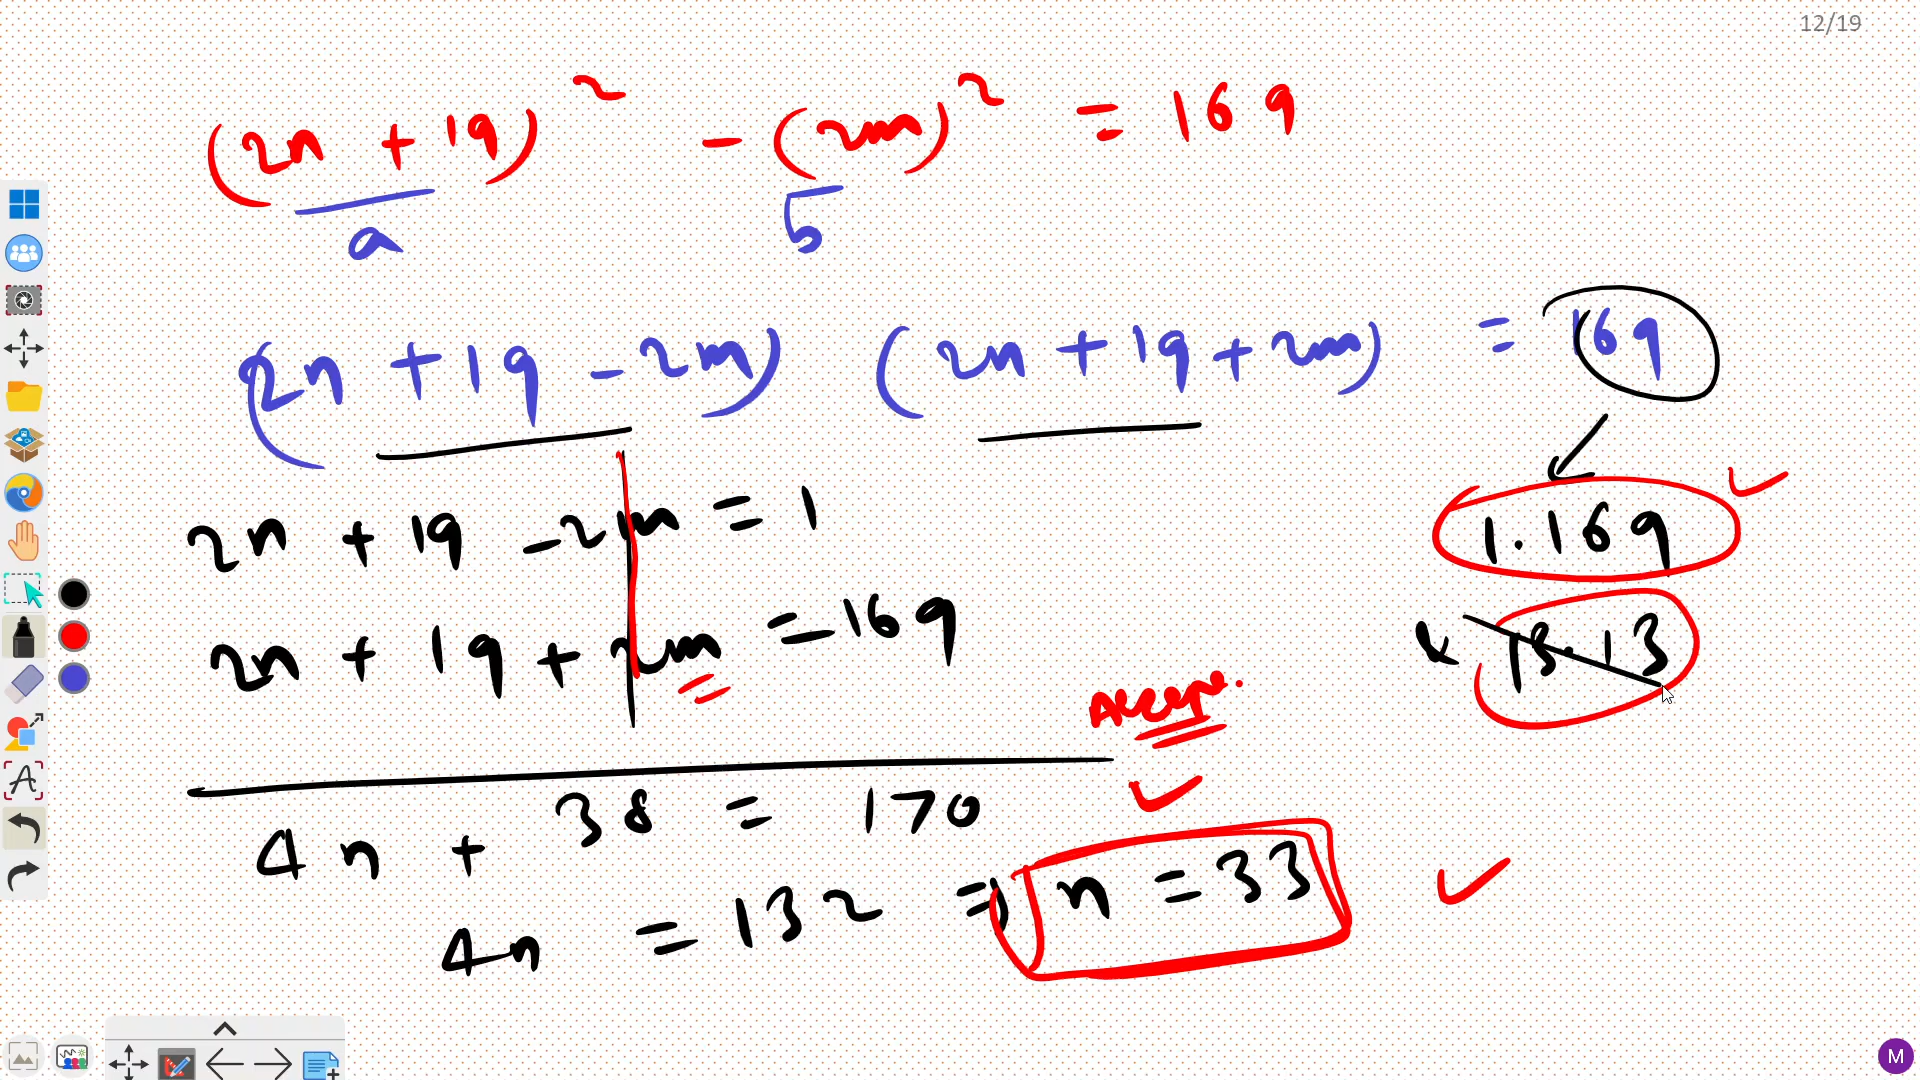 12/19
(2n + 19)² - (2m)² = 169
a b
(2n + 19 - 2m) (2n + 19 + 2m) = 169
2n + 19 - 2m = 1
1.169
2n + 19 + 2m = 169
13.13
Accept.
4n + 38 = 170
4n = 132 ⇒ n = 33
M